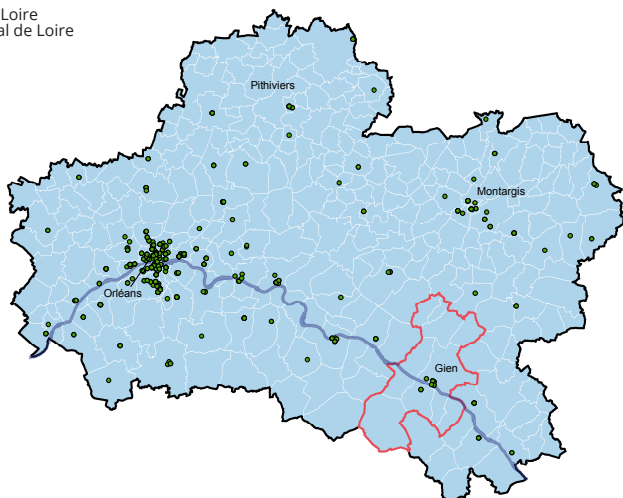 Loire
al de Loire
Pithiviers
Montargis
Orléans
Gien